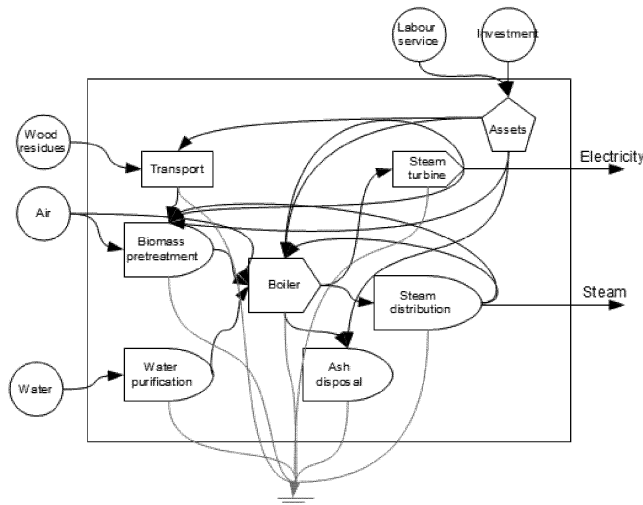 Labour
service
Investment
Wood
residues
Transport
Steam
turbine
Assets
Electricity
Air
Biomass
pretreatment
Boiler
Steam
distribution
Steam
Water
Water
purification
Ash
disposal